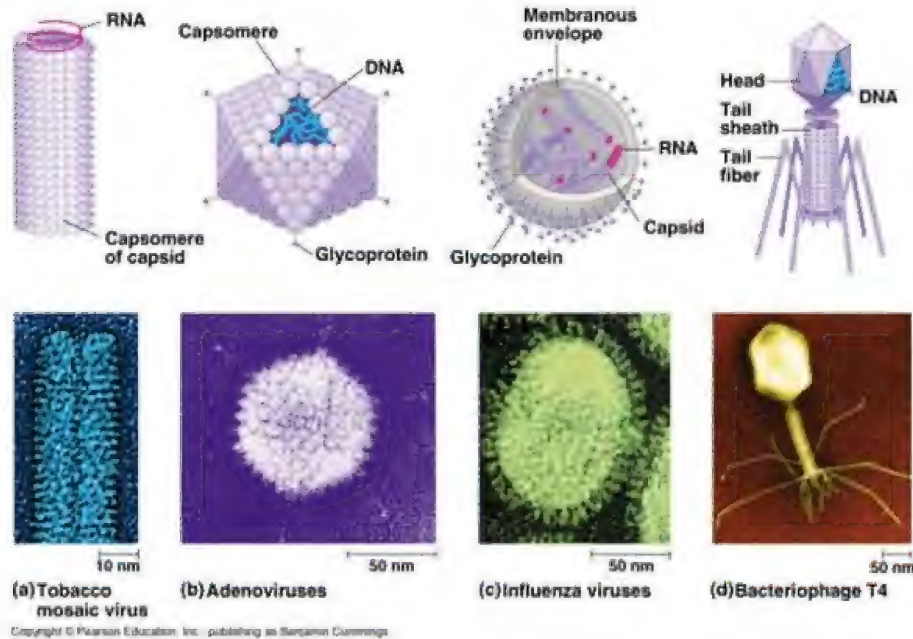 RNA
Capsomere
of capsid
Capsomere
DNA
Glycoprotein
Membranous
envelope
RNA
Capsid
Glycoprotein
Head
DNA
Tail
sheath
Tail
fiber
10 nm
50 nm
50 nm
50 nm
(a) Tobacco
mosaic virus
(b) Adenoviruses
(c) Influenza viruses
(d) Bacteriophage T4
Copyright © Pearson Education, Inc., publishing as Benjamin Cummings